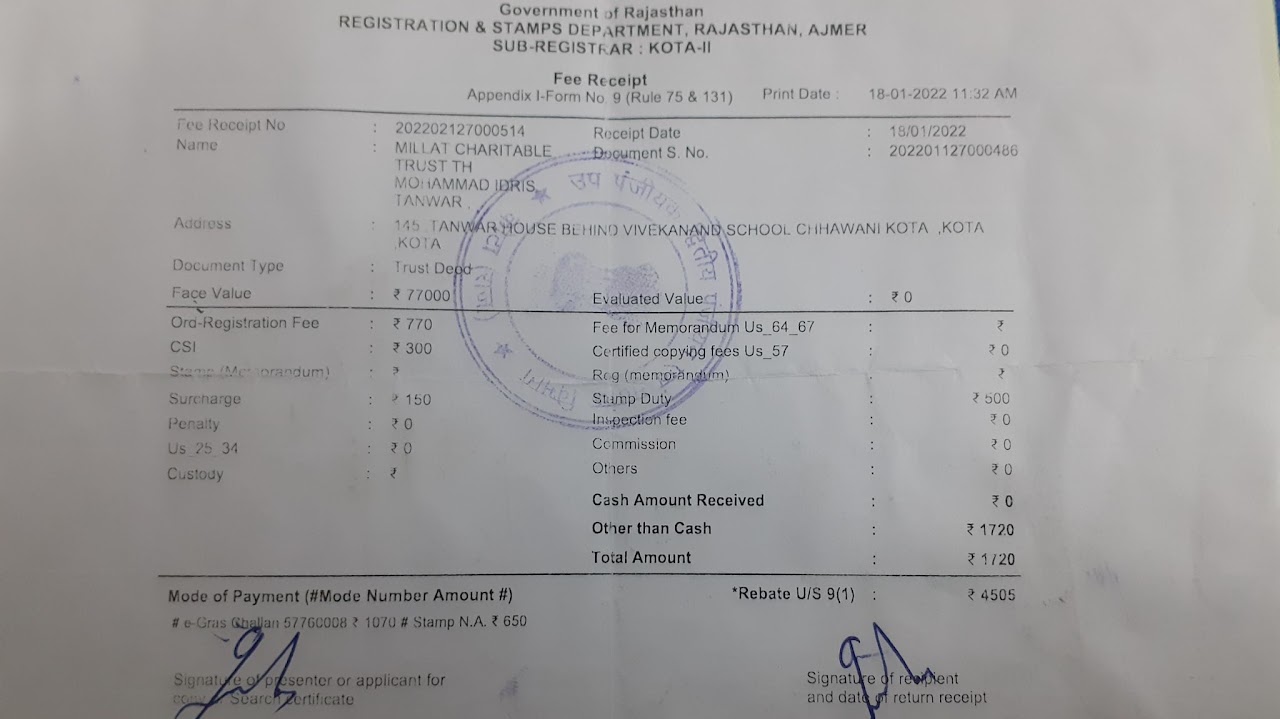 Government of Rajasthan
REGISTRATION & STAMPS DEPARTMENT, RAJASTHAN, AJMER
SUB-REGISTRAR : KOTA-II
Fee Receipt
Appendix I-Form No. 9 (Rule 75 & 131) Print Date : 18-01-2022 11:32 AM
Fee Receipt No : 202202127000514 Receipt Date : 18/01/2022
Name : MILLAT CHARITABLE Document S. No. : 202201127000486
TRUST TH
MOHAMMAD IDRIS
TANWAR ,
Address : 145 TANWAR HOUSE BEHIND VIVEKANAND SCHOOL CHHAWANI KOTA ,KOTA
,KOTA
Document Type : Trust Deed
Face Value : ₹ 77000 Evaluated Value : ₹ 0
Ord-Registration Fee : ₹ 770 Fee for Memorandum Us_64_67 : ₹
CSI : ₹ 300 Certified copying fees Us_57 : ₹ 0
Stamp (Memorandum) : ₹ Reg (memorandum) : ₹
Surcharge : ₹ 150 Stamp Duty : ₹ 500
Penalty : ₹ 0 Inspection fee : ₹ 0
Us_25_34 : ₹ 0 Commission : ₹ 0
Custody : ₹ Others : ₹ 0
Cash Amount Received : ₹ 0
Other than Cash : ₹ 1720
Total Amount : ₹ 1720
Mode of Payment (#Mode Number Amount #) *Rebate U/S 9(1) : ₹ 4505
# e-Gras Challan 57760008 ₹ 1070 # Stamp N.A. ₹ 650
Signature of presenter or applicant for Signature of recipient
copy Search certificate and date of return receipt
उप पंजीयक